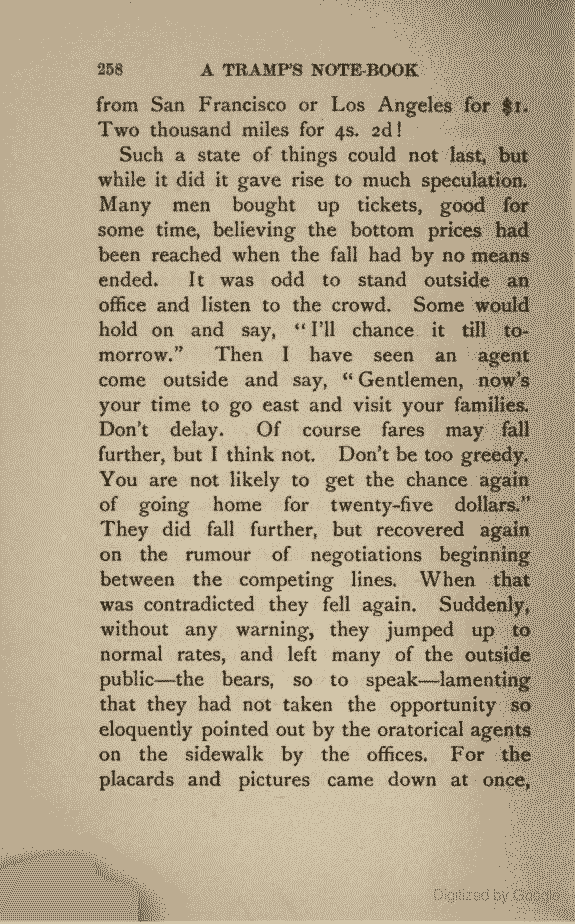 258 A TRAMP'S NOTE-BOOK
from San Francisco or Los Angeles for $1.
Two thousand miles for 4s. 2d!
Such a state of things could not last, but
while it did it gave rise to much speculation.
Many men bought up tickets, good for
some time, believing the bottom prices had
been reached when the fall had by no means
ended. It was odd to stand outside an
office and listen to the crowd. Some would
hold on and say, "I'll chance it till to-
morrow." Then I have seen an agent
come outside and say, "Gentlemen, now's
your time to go east and visit your families.
Don't delay. Of course fares may fall
further, but I think not. Don't be too greedy.
You are not likely to get the chance again
of going home for twenty-five dollars."
They did fall further, but recovered again
on the rumour of negotiations beginning
between the competing lines. When that
was contradicted they fell again. Suddenly,
without any warning, they jumped up to
normal rates, and left many of the outside
public—the bears, so to speak—lamenting
that they had not taken the opportunity so
eloquently pointed out by the oratorical agents
on the sidewalk by the offices. For the
placards and pictures came down at once,
Digitized by Google